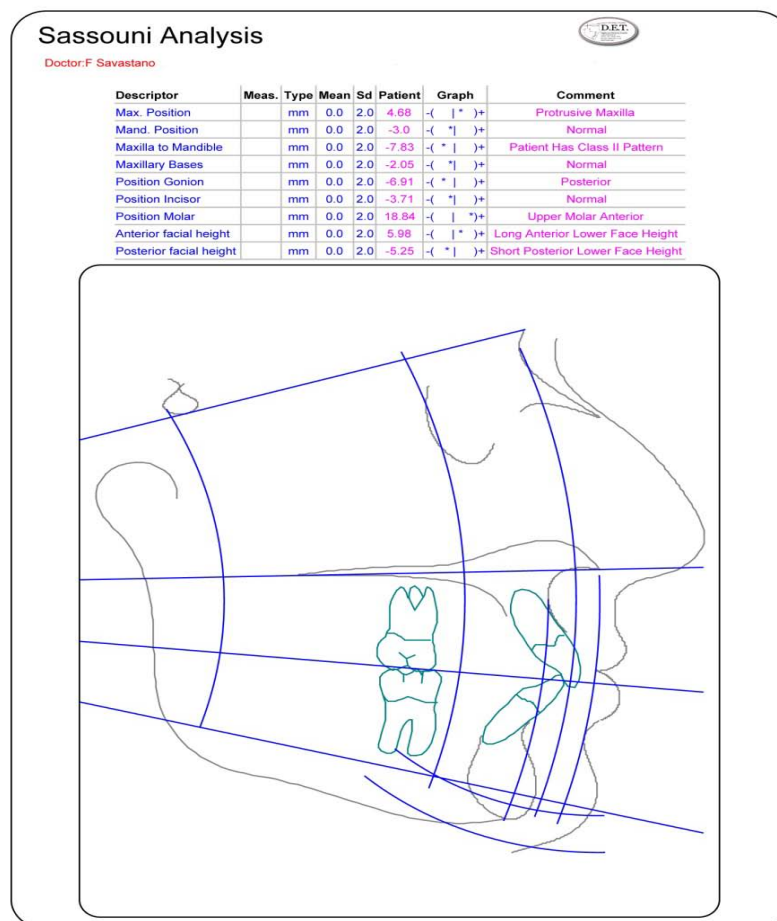 Sassouni Analysis
D.E.T.
Doctor:F Savastano
Descriptor Meas. Type Mean Sd Patient Graph Comment
Max. Position mm 0.0 2.0 4.68 -( | * )+ Protrusive Maxilla
Mand. Position mm 0.0 2.0 -3.0 -( *| )+ Normal
Maxilla to Mandible mm 0.0 2.0 -7.83 -( * | )+ Patient Has Class II Pattern
Maxillary Bases mm 0.0 2.0 -2.05 -( *| )+ Normal
Position Gonion mm 0.0 2.0 -6.91 -( * | )+ Posterior
Position Incisor mm 0.0 2.0 -3.71 -( *| )+ Normal
Position Molar mm 0.0 2.0 18.84 -( | *)+ Upper Molar Anterior
Anterior facial height mm 0.0 2.0 5.98 -( | * )+ Long Anterior Lower Face Height
Posterior facial height mm 0.0 2.0 -5.25 -( * | )+ Short Posterior Lower Face Height